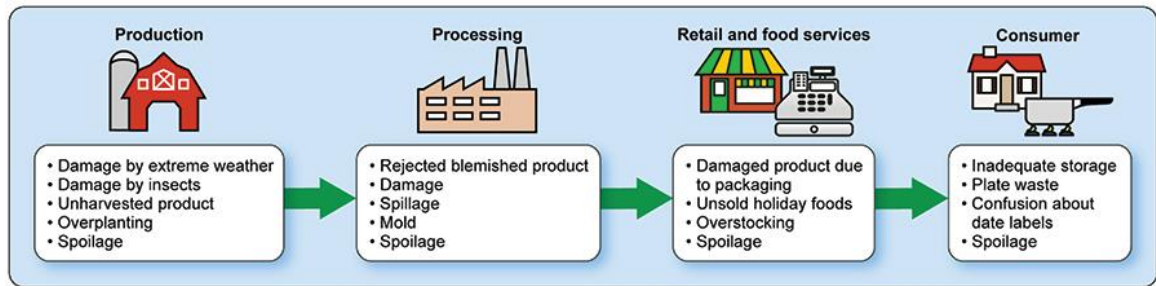 Production
• Damage by extreme weather
• Damage by insects
• Unharvested product
• Overplanting
• Spoilage
Processing
• Rejected blemished product
• Damage
• Spillage
• Mold
• Spoilage
Retail and food services
• Damaged product due
to packaging
• Unsold holiday foods
• Overstocking
• Spoilage
Consumer
• Inadequate storage
• Plate waste
• Confusion about
date labels
• Spoilage